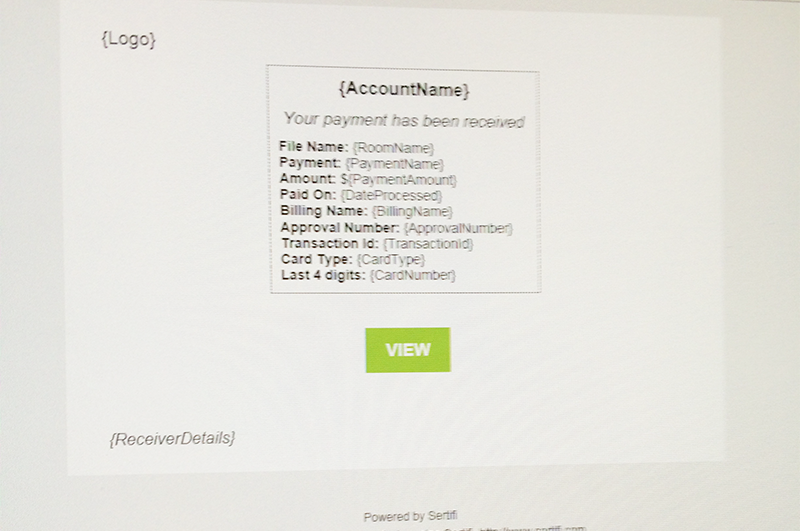 {Logo}
{AccountName}
Your payment has been received
File Name: {RoomName}
Payment: {PaymentName}
Amount: ${PaymentAmount}
Paid On: {DateProcessed}
Billing Name: {BillingName}
Approval Number: {ApprovalNumber}
Transaction Id: {TransactionId}
Card Type: {CardType}
Last 4 digits: {CardNumber}
VIEW
{ReceiverDetails}
Powered by Sertifi